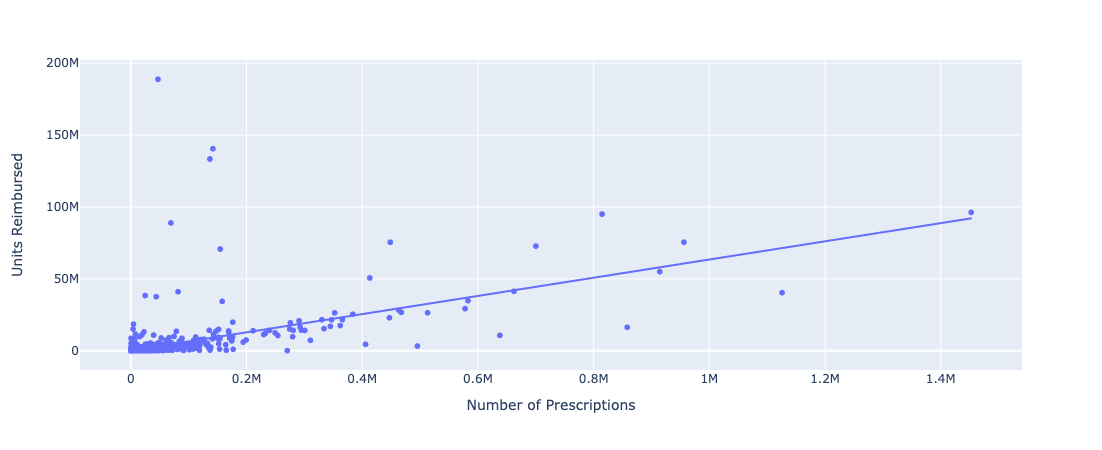 200M
150M
100M
50M
0
Units Reimbursed
0
0.2M
0.4M
0.6M
0.8M
1M
1.2M
1.4M
Number of Prescriptions